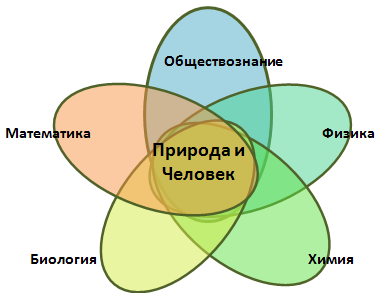 Обществознание
Математика
Физика
Природа и
Человек
Биология
Химия